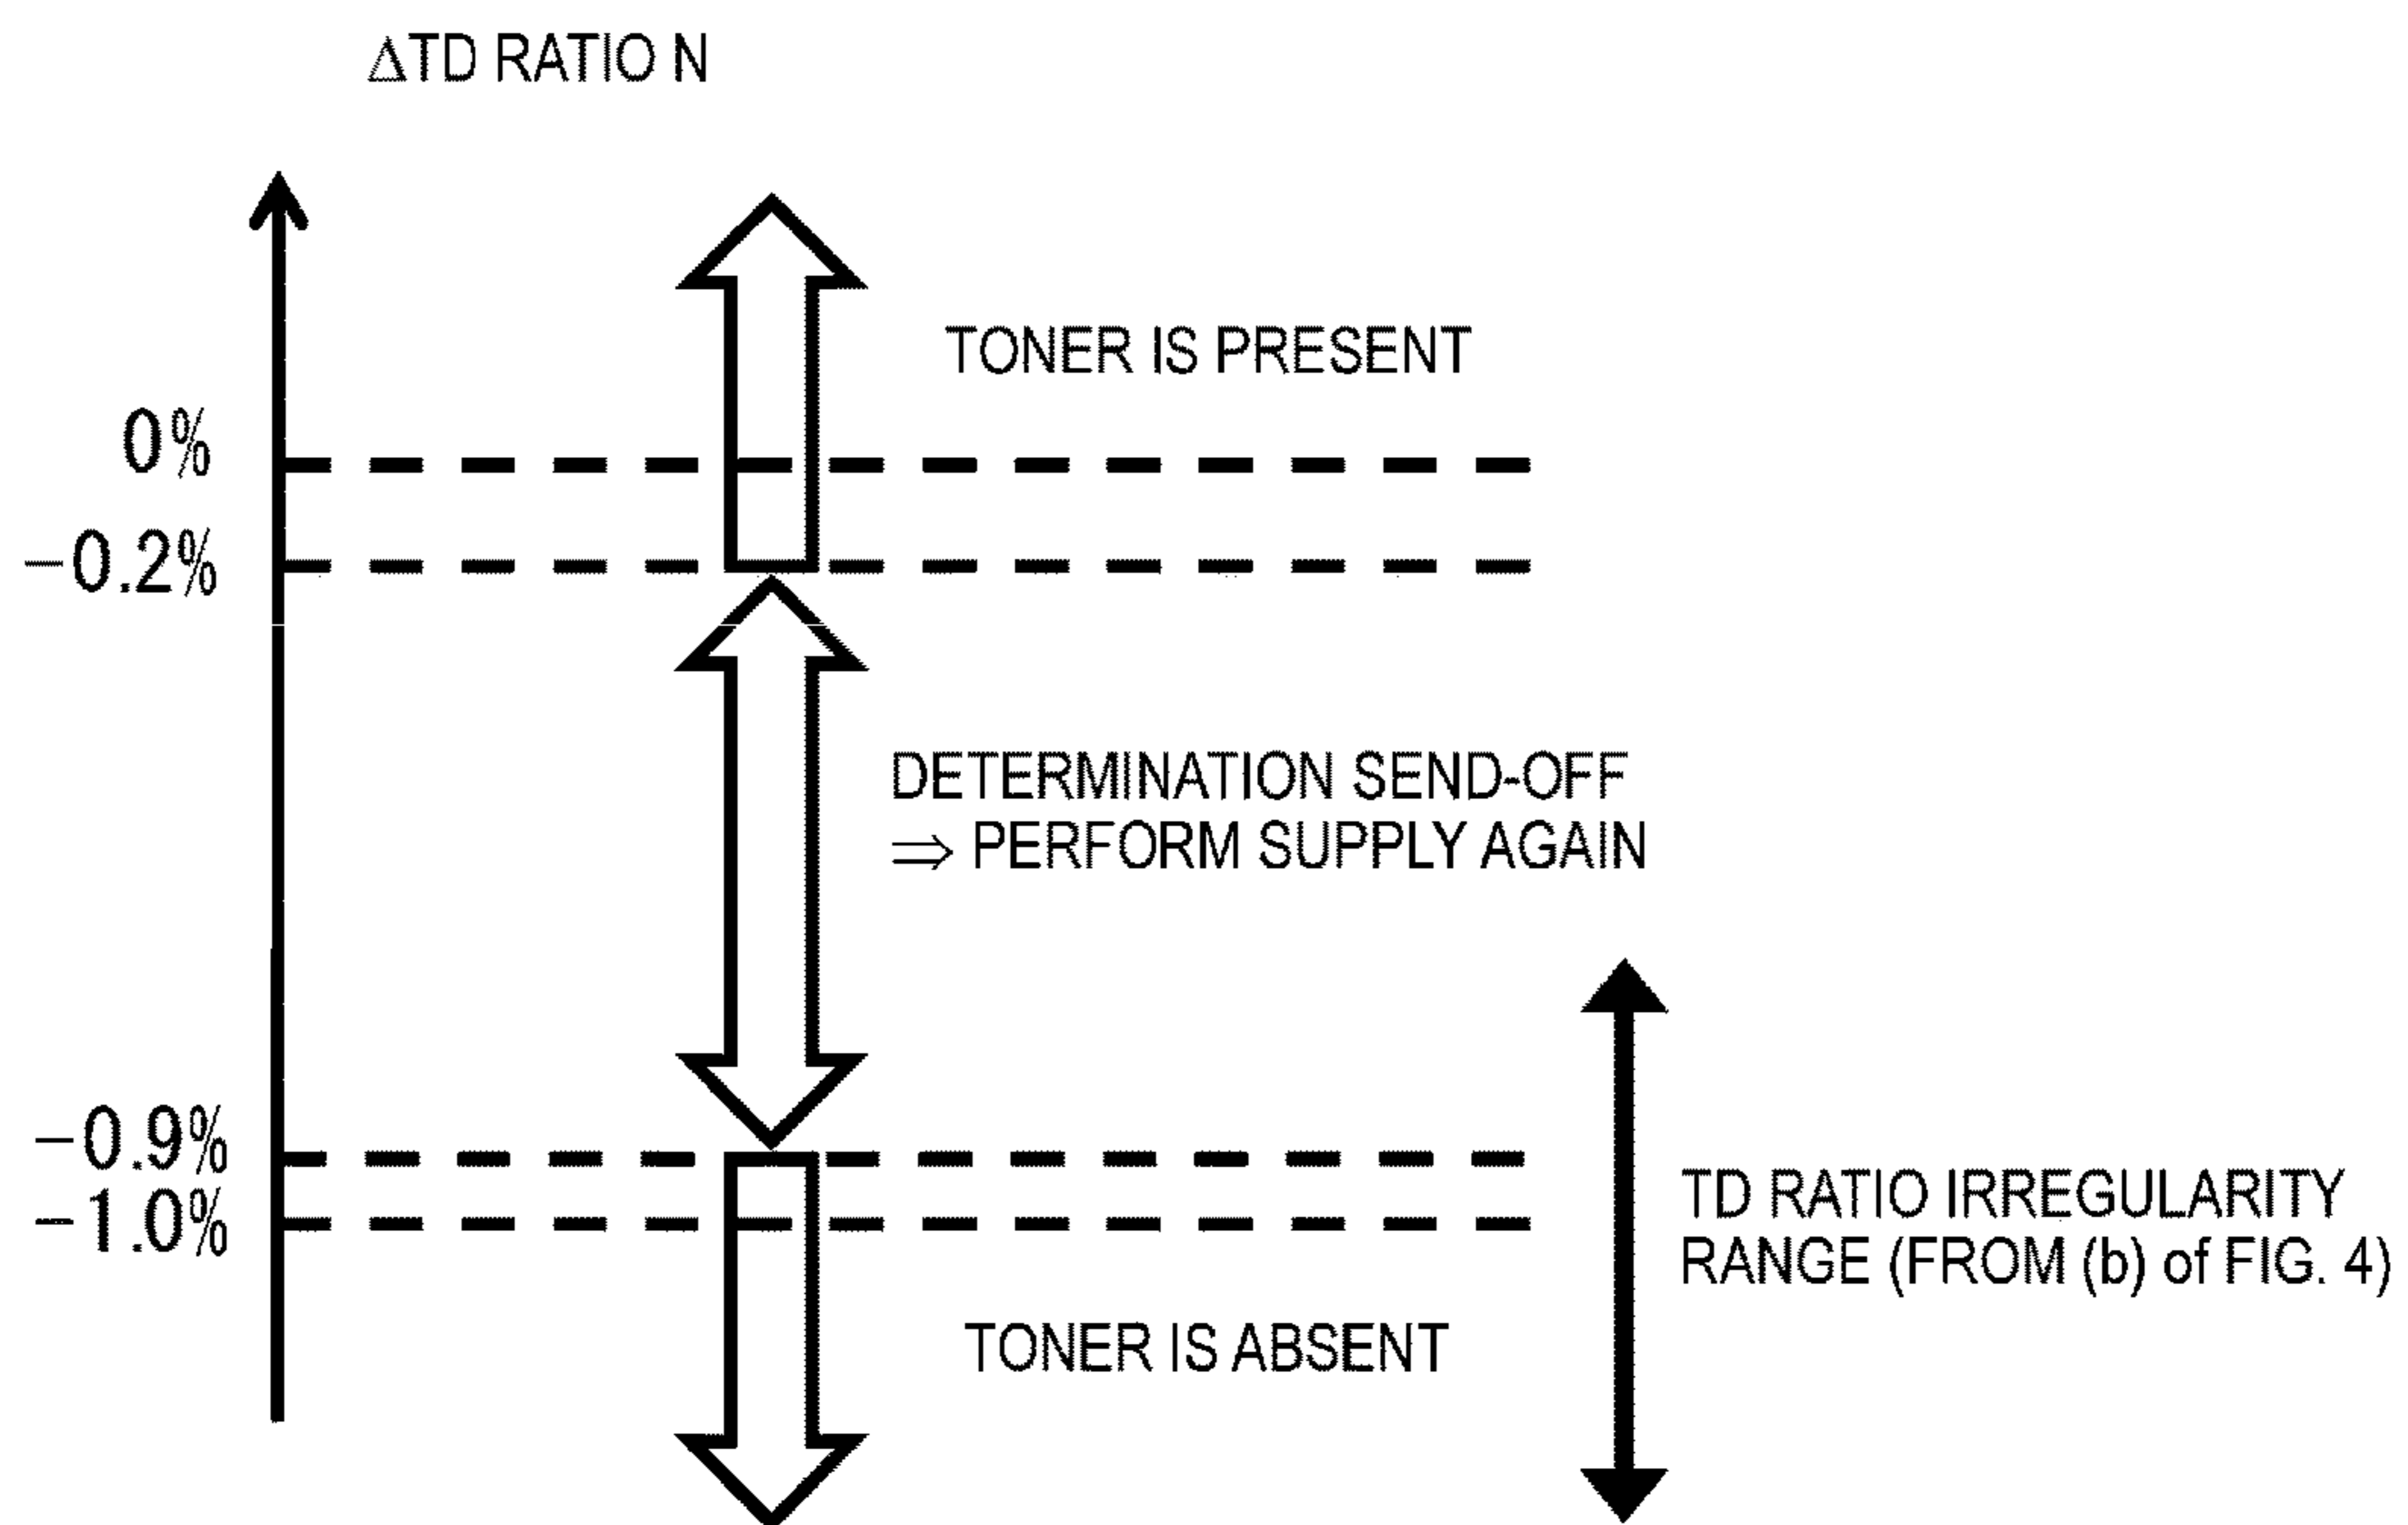 ΔTD RATIO N
TONER IS PRESENT
0%
−0.2%
DETERMINATION SEND-OFF
⇒ PERFORM SUPPLY AGAIN
−0.9%
−1.0%
TD RATIO IRREGULARITY
RANGE (FROM (b) of FIG. 4)
TONER IS ABSENT